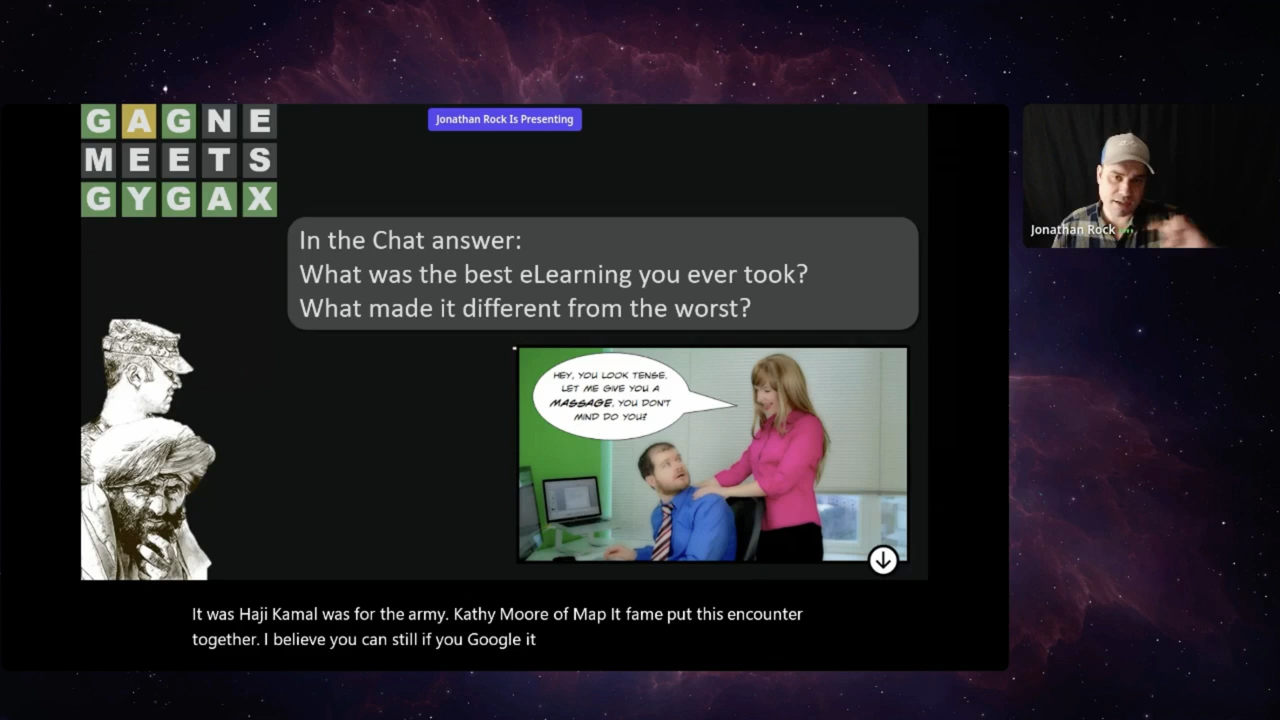 GAGNE
MEETS
GYGAX
Jonathan Rock Is Presenting
In the Chat answer:
What was the best eLearning you ever took?
What made it different from the worst?
HEY, YOU LOOK TENSE.
LET ME GIVE YOU A
MASSAGE, YOU DON'T
MIND DO YOU?
Jonathan Rock
It was Haji Kamal was for the army. Kathy Moore of Map It fame put this encounter
together. I believe you can still if you Google it